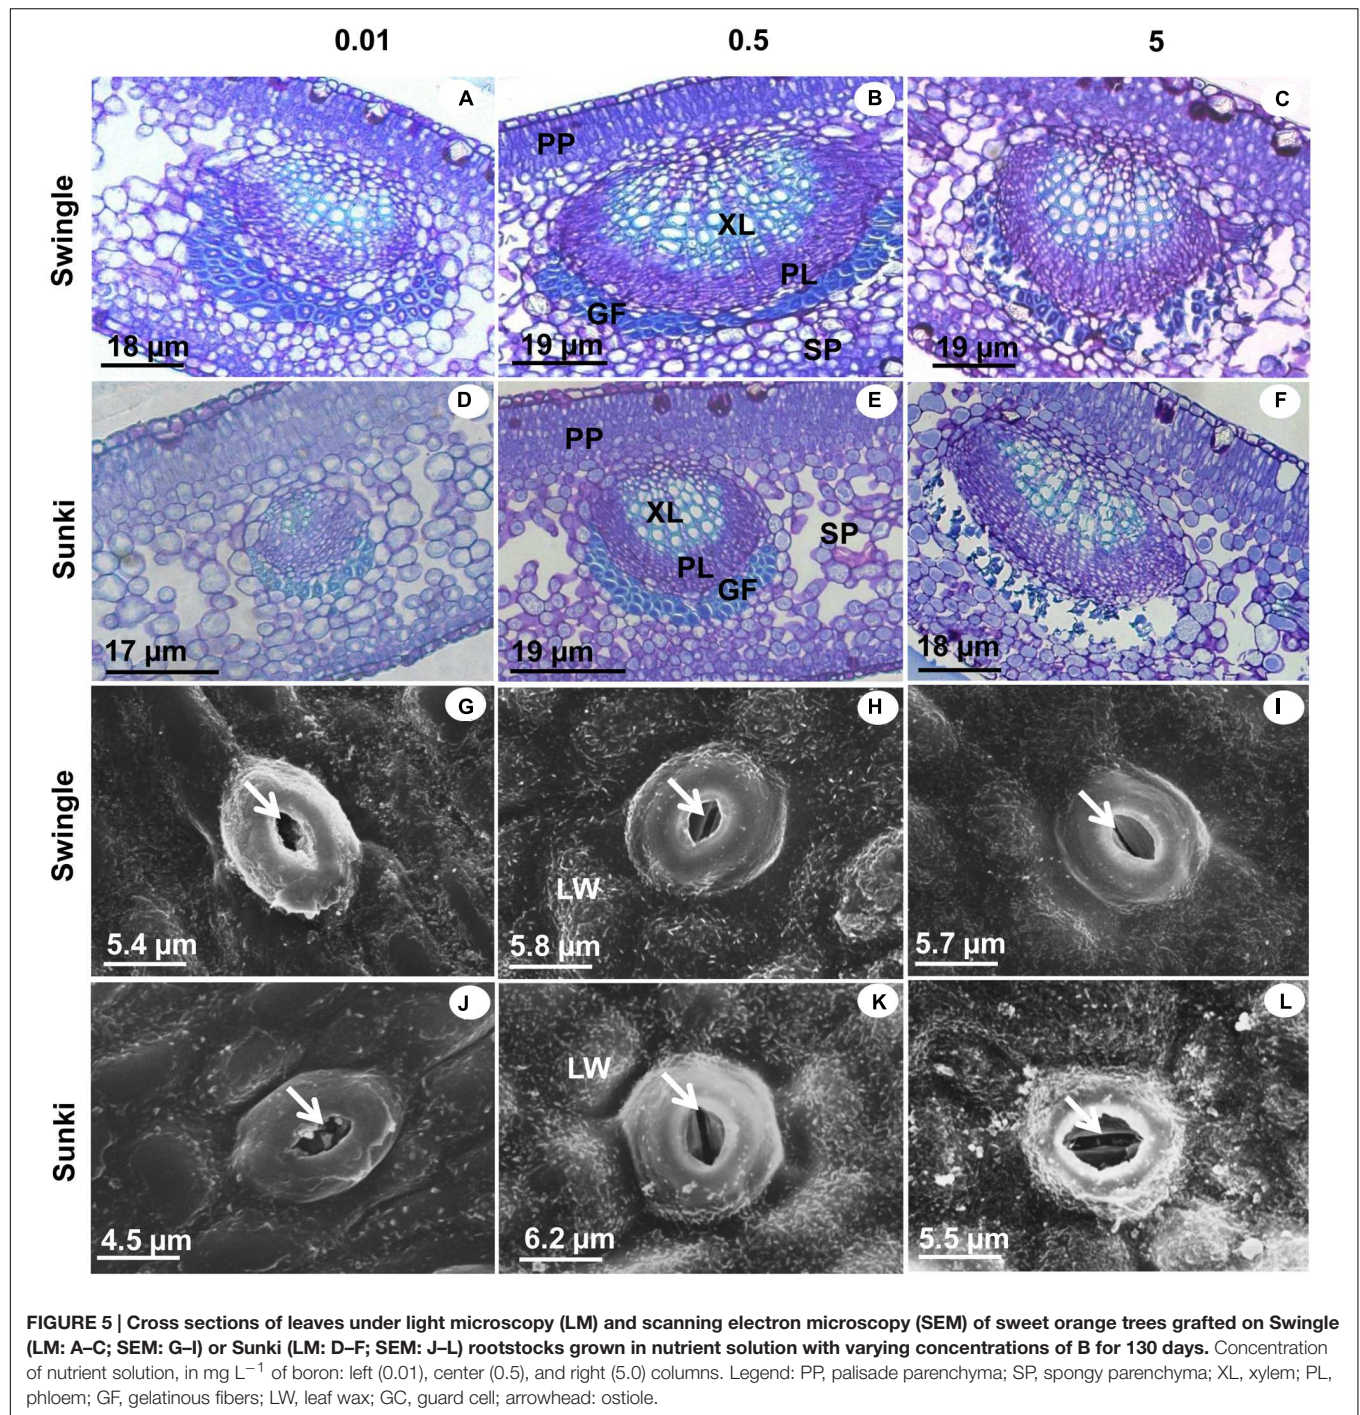 0.01 0.5 5
Swingle
A B C
PP
XL
PL
GF
SP
18 µm 19 µm 19 µm
Sunki
D E F
PP
XL
SP
PL
GF
17 µm 19 µm 18 µm
Swingle
G H I
LW
5.4 µm 5.8 µm 5.7 µm
Sunki
J K L
LW
4.5 µm 6.2 µm 5.5 µm
FIGURE 5 | Cross sections of leaves under light microscopy (LM) and scanning electron microscopy (SEM) of sweet orange trees grafted on Swingle
(LM: A–C; SEM: G–I) or Sunki (LM: D–F; SEM: J–L) rootstocks grown in nutrient solution with varying concentrations of B for 130 days. Concentration
of nutrient solution, in mg L⁻¹ of boron: left (0.01), center (0.5), and right (5.0) columns. Legend: PP, palisade parenchyma; SP, spongy parenchyma; XL, xylem; PL,
phloem; GF, gelatinous fibers; LW, leaf wax; GC, guard cell; arrowhead: ostiole.